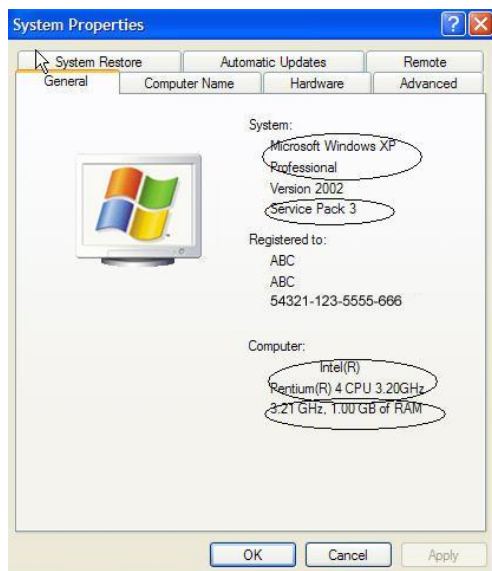 System Properties
System Restore Automatic Updates Remote
General Computer Name Hardware Advanced
System:
Microsoft Windows XP
Professional
Version 2002
Service Pack 3
Registered to:
ABC
ABC
54321-123-5555-666
Computer:
Intel(R)
Pentium(R) 4 CPU 3.20GHz
3.21 GHz, 1.00 GB of RAM
OK Cancel Apply